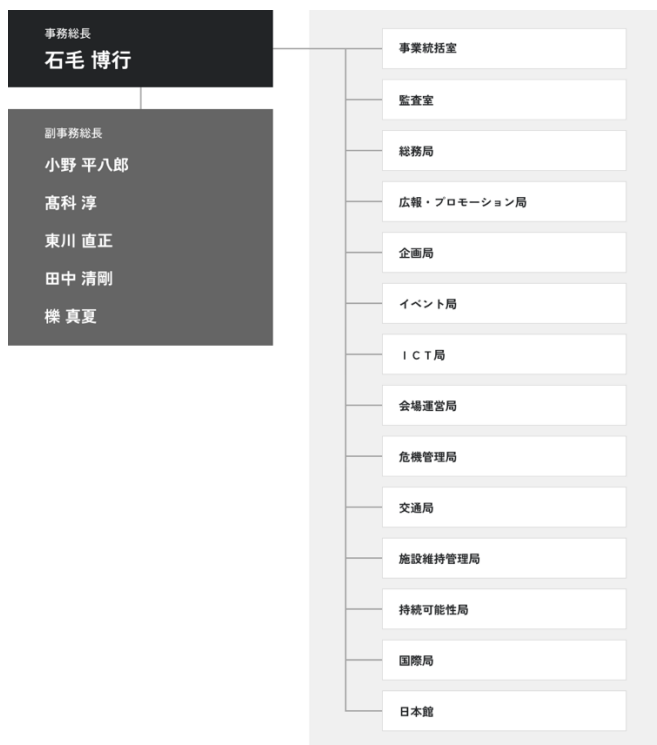 事務総長
石毛 博行
副事務総長
小野 平八郎
髙科 淳
東川 直正
田中 清剛
櫟 真夏
事業統括室
監査室
総務局
広報・プロモーション局
企画局
イベント局
ＩＣＴ局
会場運営局
危機管理局
交通局
施設維持管理局
持続可能性局
国際局
日本館